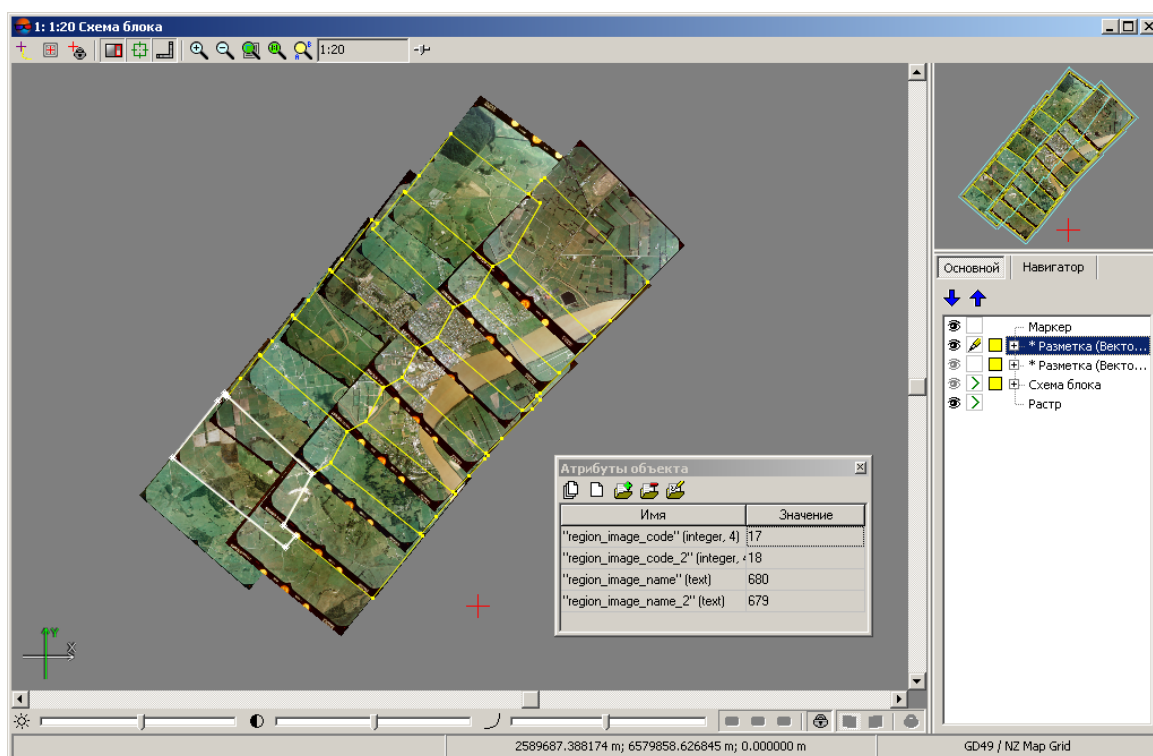 1: 1:20 Схема блока
1:20
Основной Навигатор
Маркер
* Разметка (Векто...
* Разметка (Векто...
Схема блока
Растр
Атрибуты объекта
Имя Значение
"region_image_code" (integer, 4) 17
"region_image_code_2" (integer, 4 18
"region_image_name" (text) 680
"region_image_name_2" (text) 679
Y
X
2589687.388174 m; 6579858.626845 m; 0.000000 m GD49 / NZ Map Grid